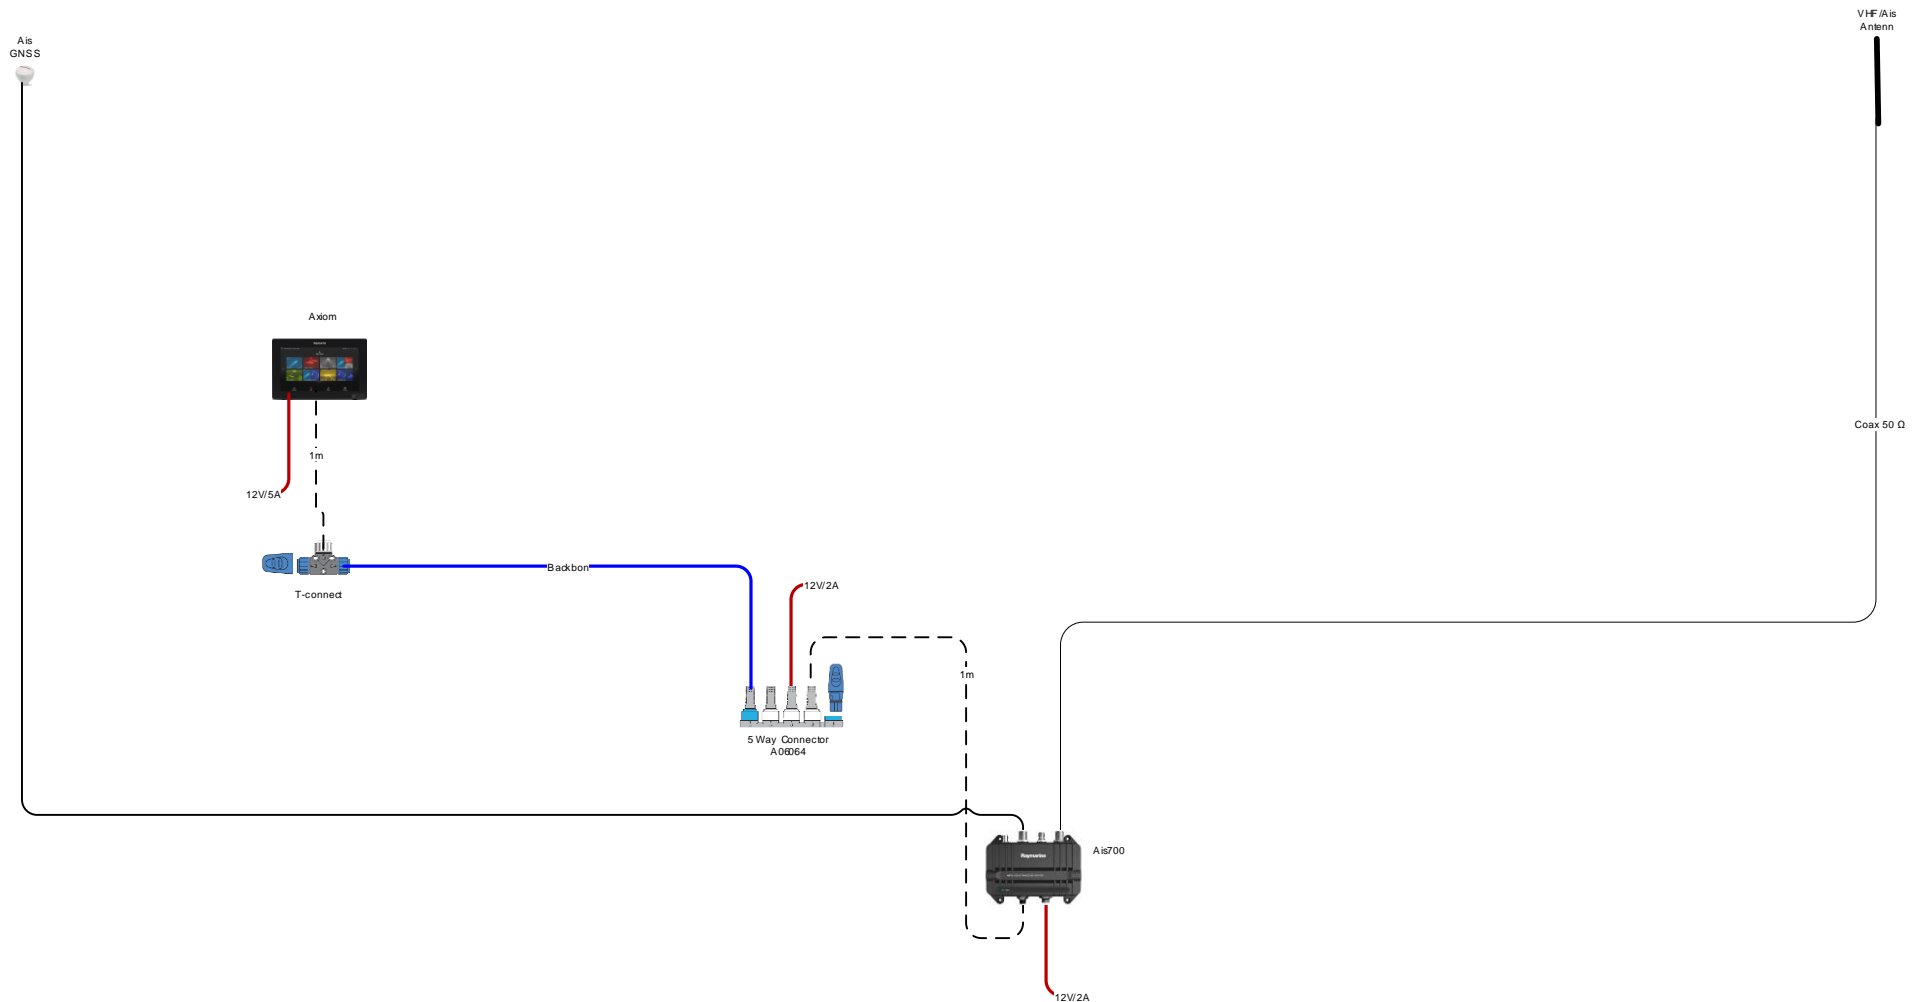 VHF/Ais
Antenn
Ais
GNSS
Axiom
Coax 50 Ω
1m
12V/5A
Backbon
12V/2A
T-connect
1m
5 Way Connector
A06064
Raymarine
Ais700
12V/2A